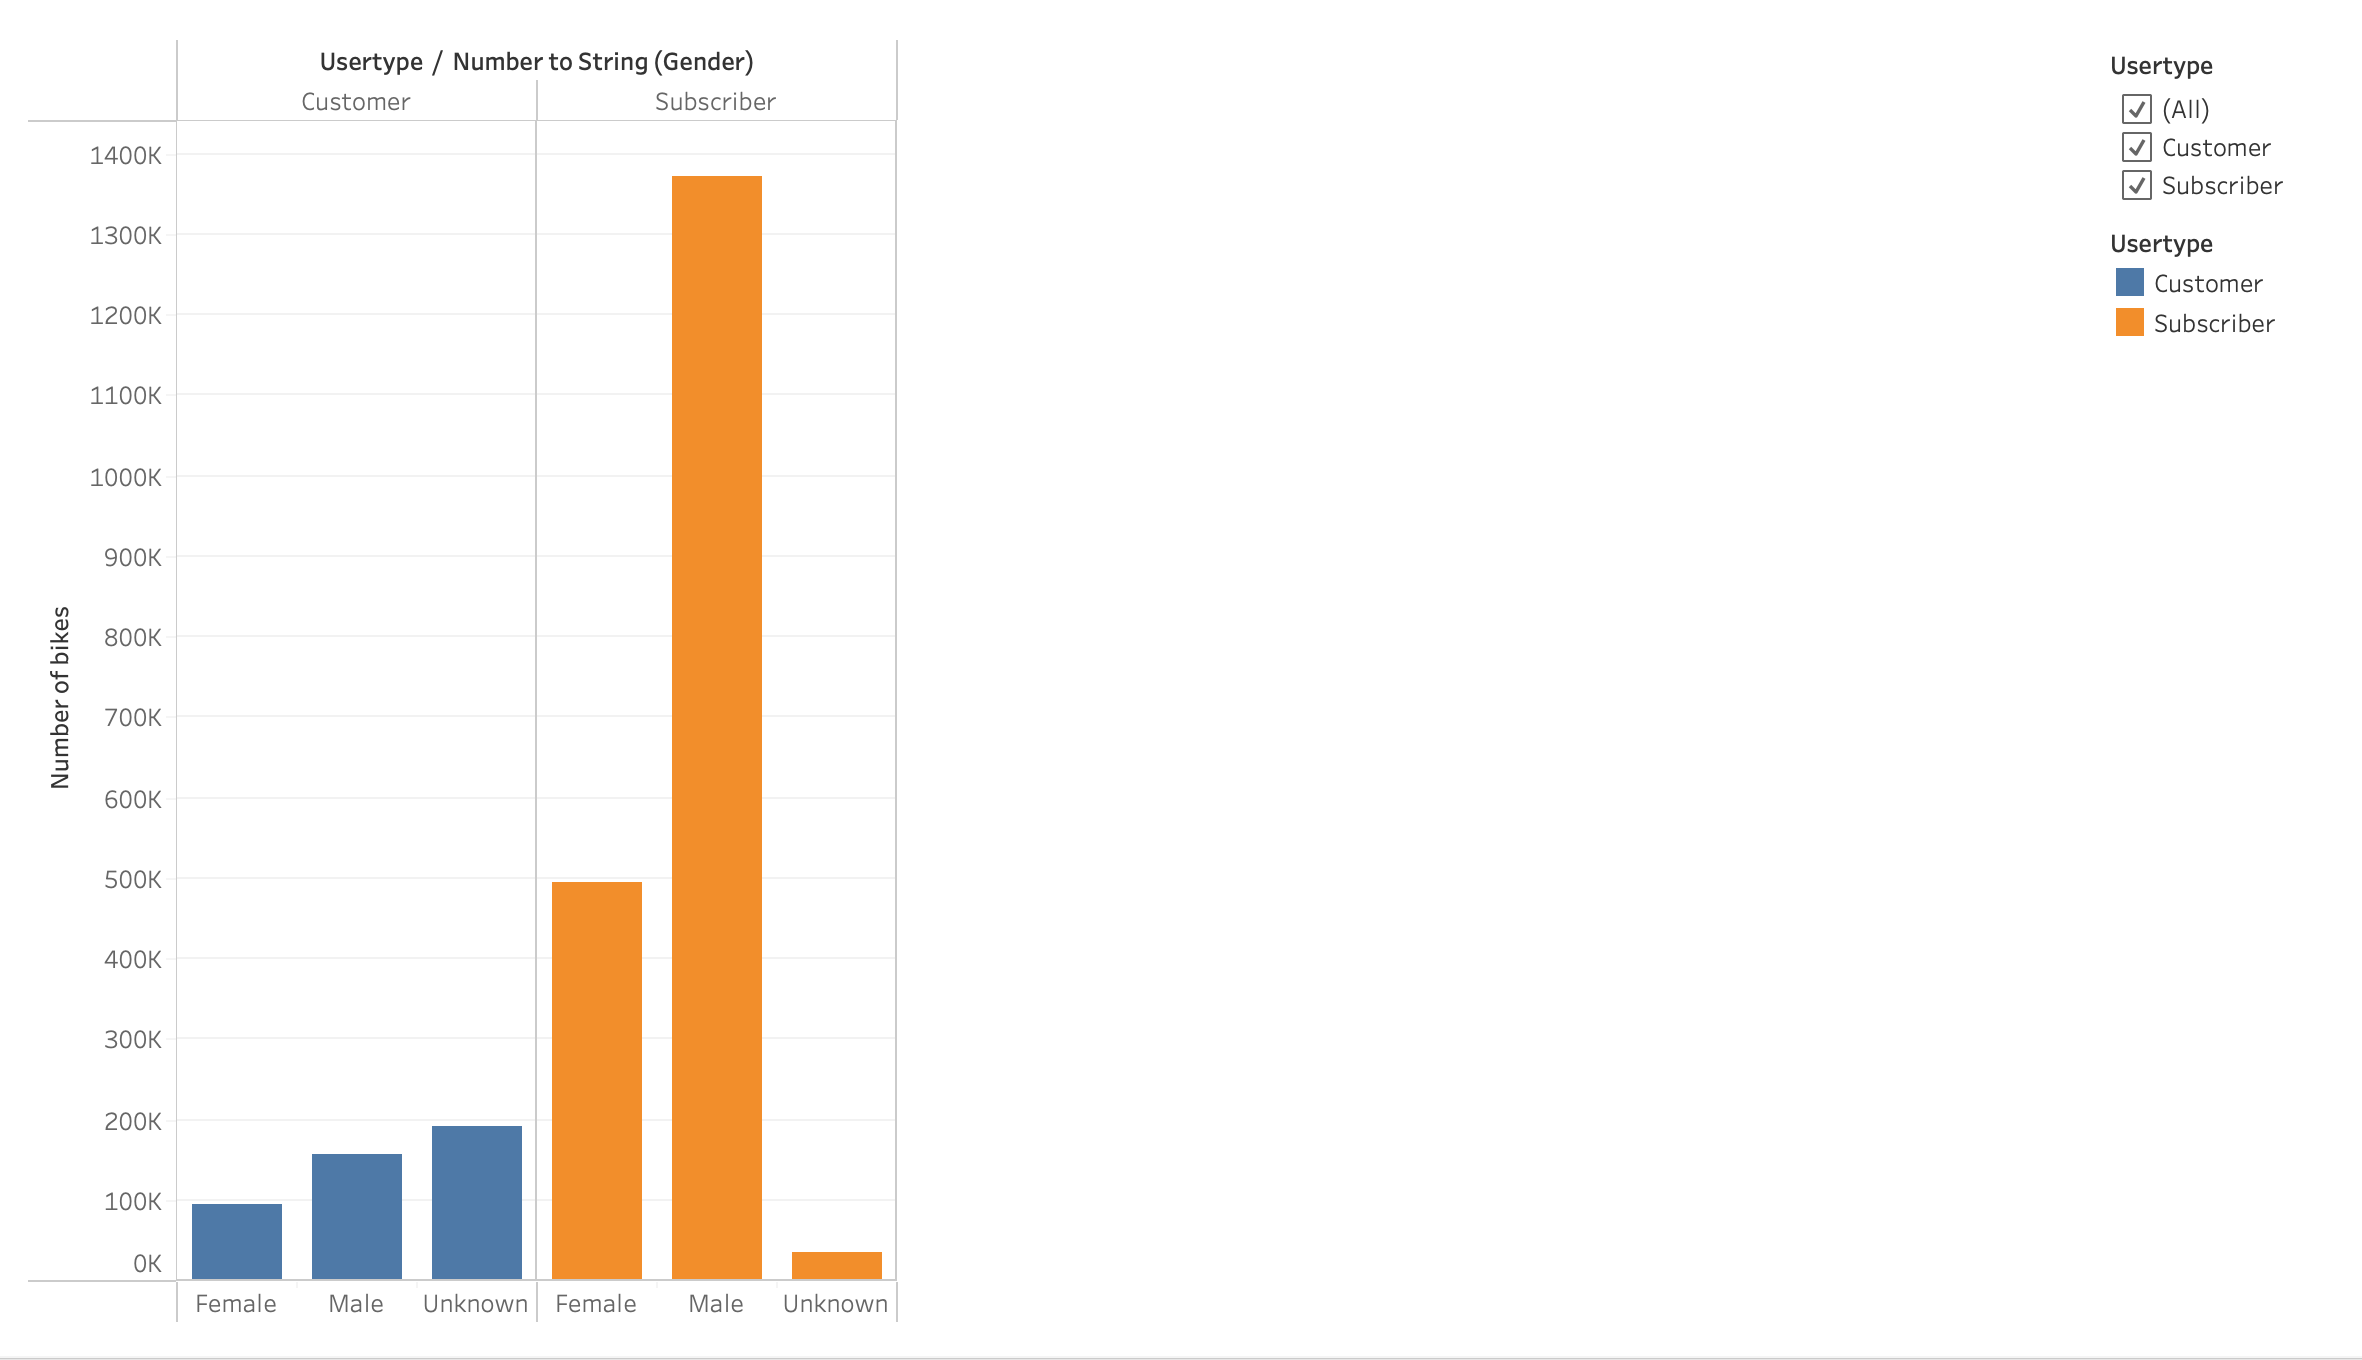 Usertype / Number to String (Gender)
Customer
Subscriber
1400K
1300K
1200K
1100K
1000K
900K
800K
700K
600K
500K
400K
300K
200K
100K
0K
Number of bikes
Female
Male
Unknown
Female
Male
Unknown
Usertype
(All)
Customer
Subscriber
Usertype
Customer
Subscriber